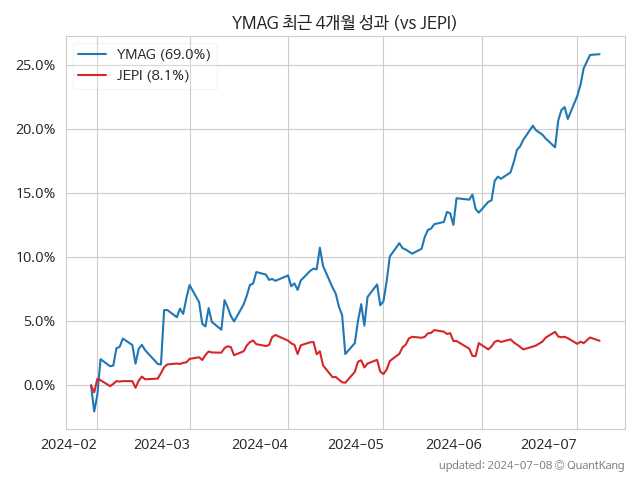 YMAG 최근 4개월 성과 (vs JEPI)
YMAG (69.0%)
JEPI (8.1%)
25.0%
20.0%
15.0%
10.0%
5.0%
0.0%
2024-02 2024-03 2024-04 2024-05 2024-06 2024-07
updated: 2024-07-08 © QuantKang